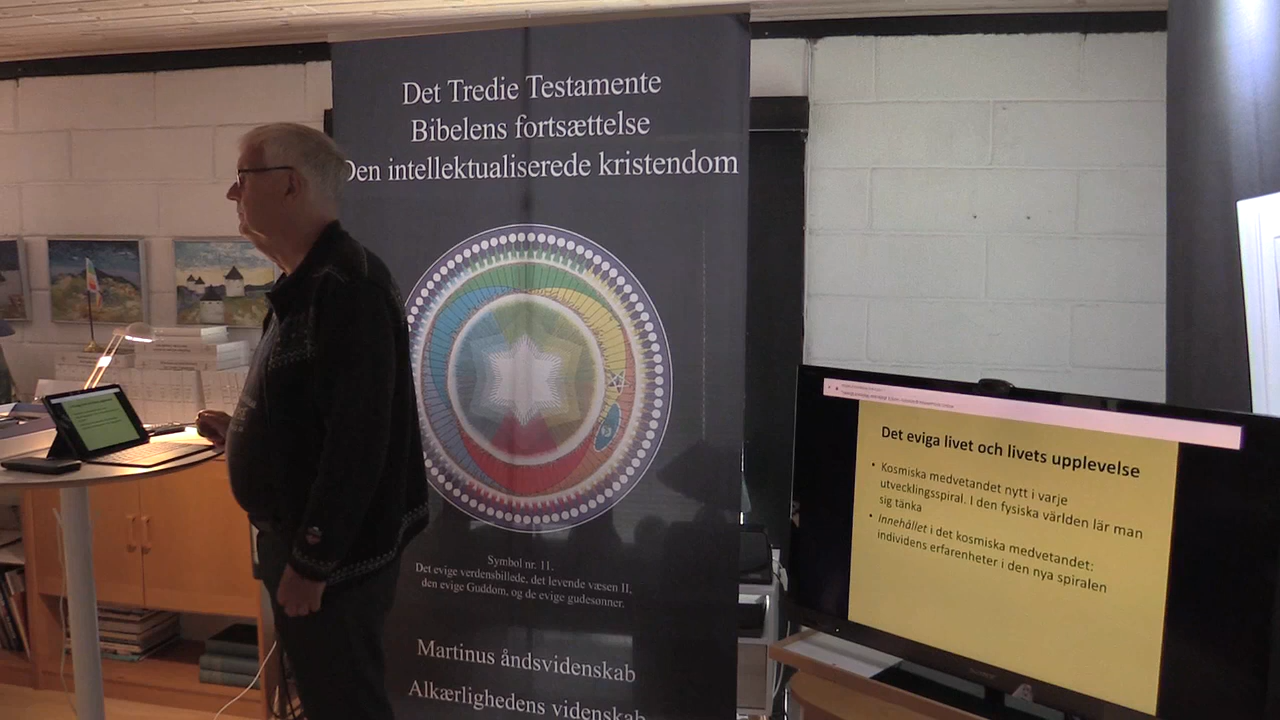 Det Tredie Testamente
Bibelens fortsættelse
Den intellektualiserede kristendom
Symbol nr. 11.
Det evige verdensbillede, det levende væsen II,
den evige Guddom, og de evige gudesønner.
Martinus åndsvidenskab
Alkærlighedens videnskab
Det eviga livet och livets upplevelse
• Kosmiska medvetandet nytt i varje
utvecklingsspiral. I den fysiska världen lär man
sig tänka
• Innehållet i det kosmiska medvetandet:
individens erfarenheter i den nya spiralen